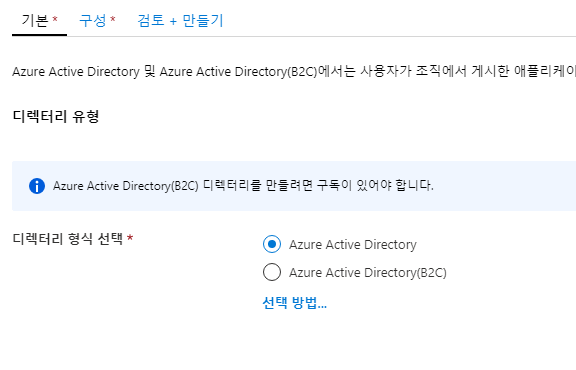 기본 * 구성 * 검토 + 만들기
Azure Active Directory 및 Azure Active Directory(B2C)에서는 사용자가 조직에서 게시한 애플리케이
디렉터리 유형
Azure Active Directory(B2C) 디렉터리를 만들려면 구독이 있어야 합니다.
디렉터리 형식 선택 *
Azure Active Directory
Azure Active Directory(B2C)
선택 방법...